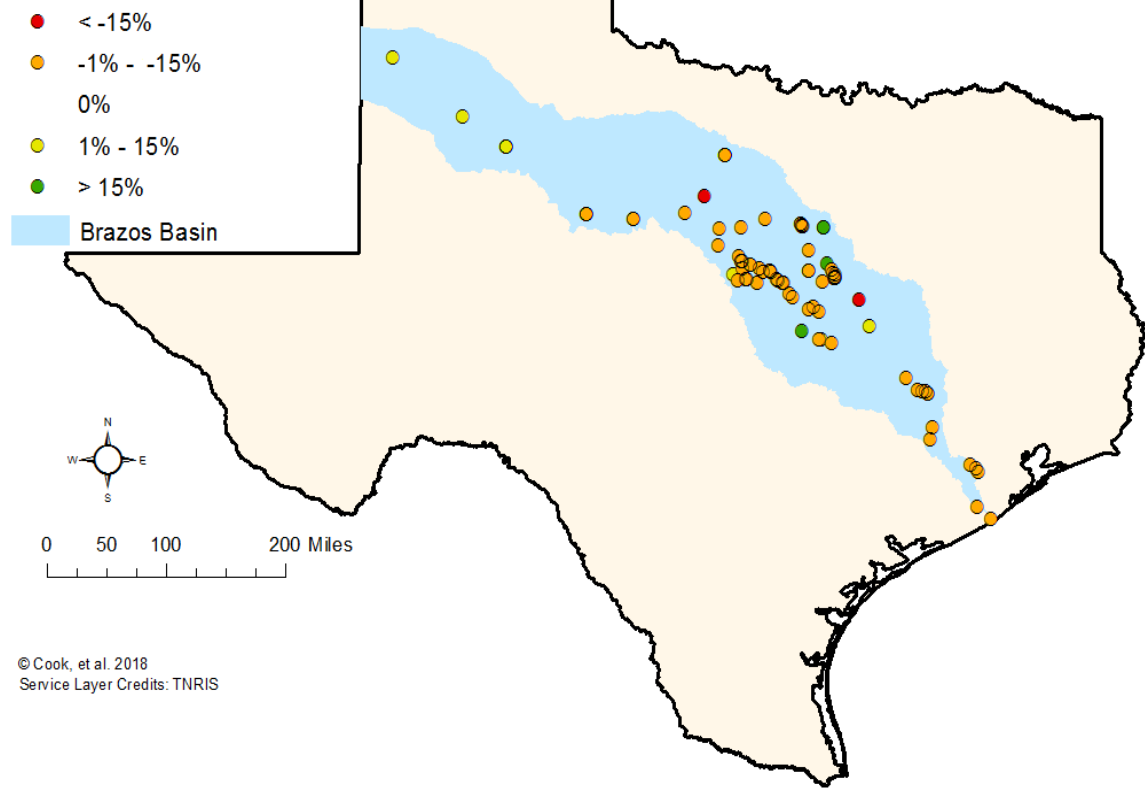 < -15%
-1% - -15%
0%
1% - 15%
> 15%
Brazos Basin
N
W E
S
0 50 100 200 Miles
© Cook, et al. 2018
Service Layer Credits: TNRIS